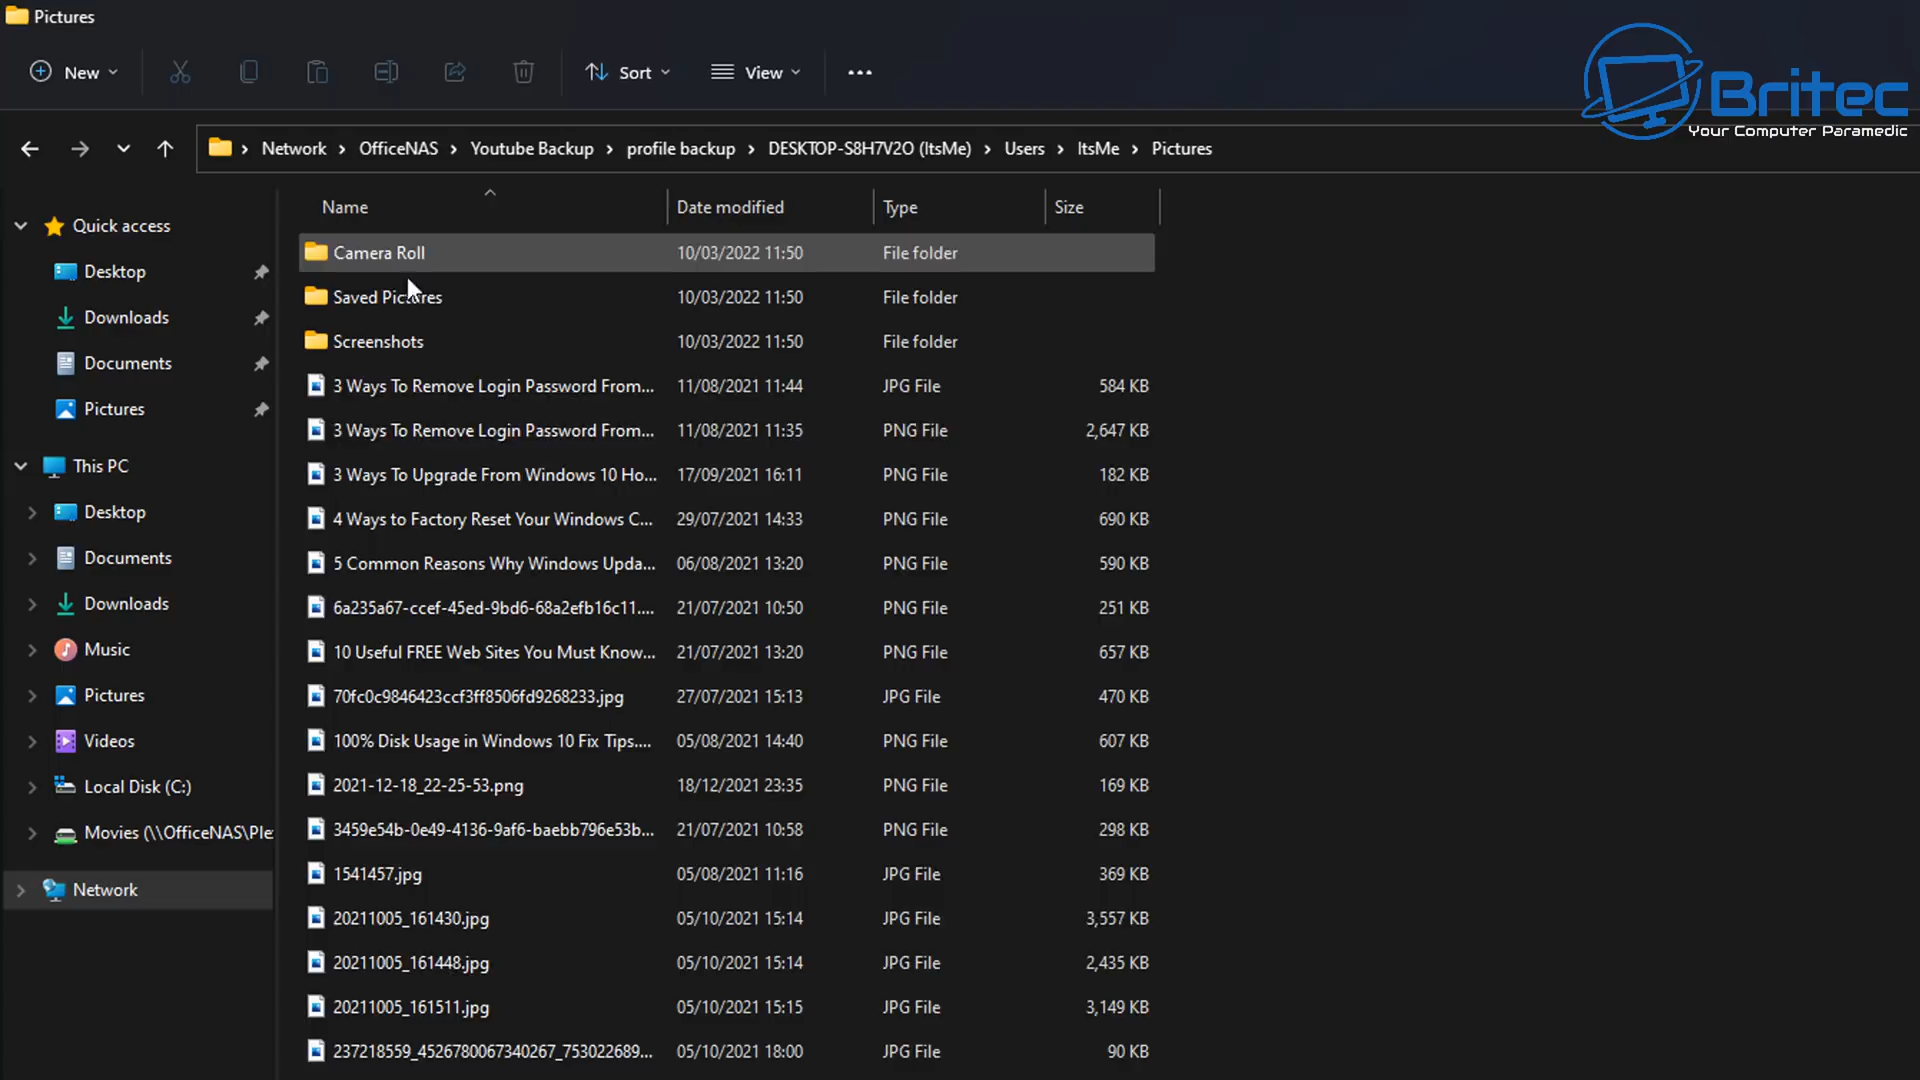 Pictures
New
Sort
View
Britec
Your Computer Paramedic
Network > OfficeNAS > Youtube Backup > profile backup > DESKTOP-S8H7V2O (ItsMe) > Users > ItsMe > Pictures
Name Date modified Type Size
Quick access
Desktop
Downloads
Documents
Pictures
This PC
Desktop
Documents
Downloads
Music
Pictures
Videos
Local Disk (C:)
Movies (\\OfficeNAS\Ple
Network
Camera Roll 10/03/2022 11:50 File folder
Saved Pictures 10/03/2022 11:50 File folder
Screenshots 10/03/2022 11:50 File folder
3 Ways To Remove Login Password From... 11/08/2021 11:44 JPG File 584 KB
3 Ways To Remove Login Password From... 11/08/2021 11:35 PNG File 2,647 KB
3 Ways To Upgrade From Windows 10 Ho... 17/09/2021 16:11 PNG File 182 KB
4 Ways to Factory Reset Your Windows C... 29/07/2021 14:33 PNG File 690 KB
5 Common Reasons Why Windows Upda... 06/08/2021 13:20 PNG File 590 KB
6a235a67-ccef-45ed-9bd6-68a2efb16c11.... 21/07/2021 10:50 PNG File 251 KB
10 Useful FREE Web Sites You Must Know... 21/07/2021 13:20 PNG File 657 KB
70fc0c9846423ccf3ff8506fd9268233.jpg 27/07/2021 15:13 JPG File 470 KB
100% Disk Usage in Windows 10 Fix Tips.... 05/08/2021 14:40 PNG File 607 KB
2021-12-18_22-25-53.png 18/12/2021 23:35 PNG File 169 KB
3459e54b-0e49-4136-9af6-baebb796e53b... 21/07/2021 10:58 PNG File 298 KB
1541457.jpg 05/08/2021 11:16 JPG File 369 KB
20211005_161430.jpg 05/10/2021 15:14 JPG File 3,557 KB
20211005_161448.jpg 05/10/2021 15:14 JPG File 2,435 KB
20211005_161511.jpg 05/10/2021 15:15 JPG File 3,149 KB
237218559_4526780067340267_753022689... 05/10/2021 18:00 JPG File 90 KB